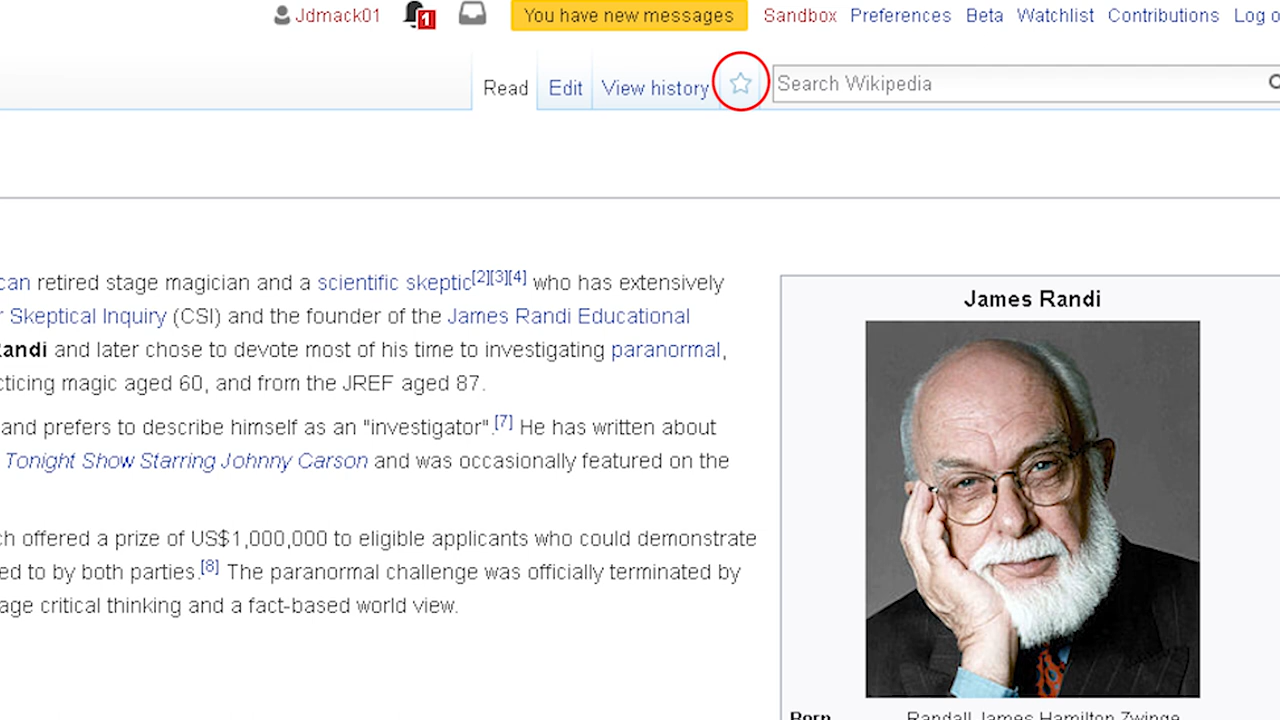 Jdmack01 1 You have new messages Sandbox Preferences Beta Watchlist Contributions Log o
Read Edit View history Search Wikipedia
can retired stage magician and a scientific skeptic[2][3][4] who has extensively
r Skeptical Inquiry (CSI) and the founder of the James Randi Educational
Randi and later chose to devote most of his time to investigating paranormal,
cticing magic aged 60, and from the JREF aged 87.
and prefers to describe himself as an "investigator".[7] He has written about
Tonight Show Starring Johnny Carson and was occasionally featured on the
ch offered a prize of US$1,000,000 to eligible applicants who could demonstrate
ed to by both parties.[8] The paranormal challenge was officially terminated by
age critical thinking and a fact-based world view.
James Randi
Born Randall James Hamilton Zwinge